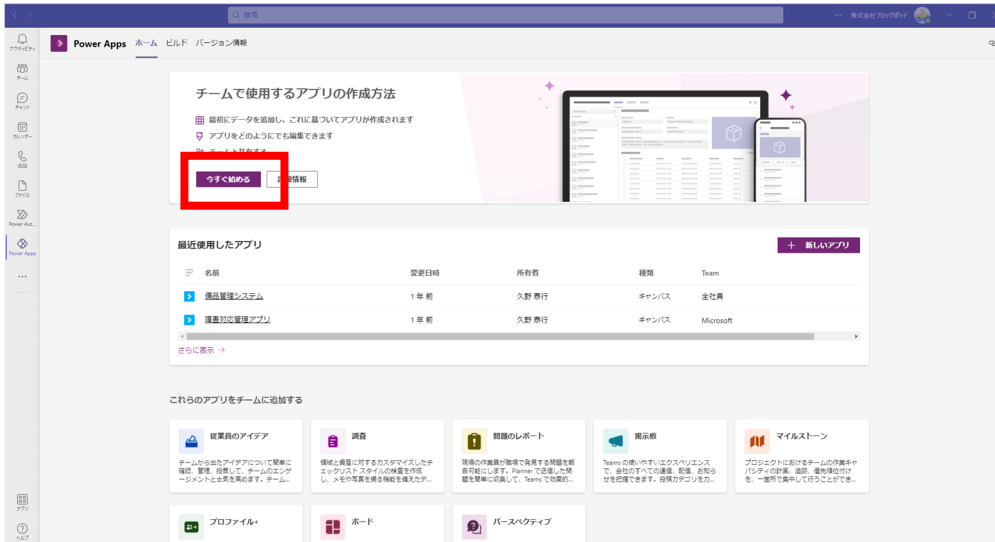 検索
株式会社フロッグポッド
Power Apps ホーム ビルド バージョン情報
アクティビティ
チーム
チャット
カレンダー
通話
ファイル
Power Aut...
Power Apps
アプリ
ヘルプ
チームで使用するアプリの作成方法
最初にデータを追加し、これに基づいてアプリが作成されます
アプリをどのようにでも編集できます
チームと共有する
今すぐ始める
情報
最近使用したアプリ
+ 新しいアプリ
名前 変更日時 所有者 種類 Team
備品管理システム 1 年 前 久野 泰行 キャンバス 全社員
障害対応管理アプリ 1 年 前 久野 泰行 キャンバス Microsoft
さらに表示 →
これらのアプリをチームに追加する
従業員のアイデア
チームから出たアイデアについて簡単に
確認、管理、投票して、チームのエンゲ
ージメントと士気を高めます。チーム...
調査
領域と資産に対するカスタマイズしたチ
ェックリスト スタイルの検査を作成
し、メモや写真を撮る機能を備えたデ...
問題のレポート
現場の作業員が職場で発見する問題を報
告可能にします。Planner で送信した問
題を簡単に収集して、Teams で効果的...
掲示板
Teams の使いやすいエクスペリエンス
で、会社のすべての通信、配信、お知ら
せを把握できます。投稿カテゴリをカ...
マイルストーン
プロジェクトにおけるチームの作業キャ
パシティの計画、追跡、優先順位付け
を、一箇所で集中して行うことができ...
プロファイル+
ボード
パースペクティブ